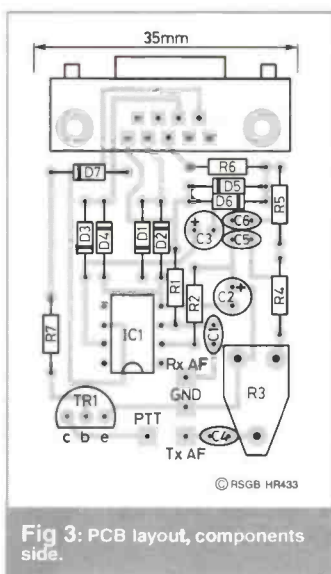 35mm
D7
R6
D5
D6
R5
C6
C5
C3
+
D3
D4
D1
D2
R1
R2
C2
+
R4
IC1
C1
R7
Rx AF
R3
GND
TR1
c b e
PTT
C4
Tx AF
© RSGB HR433
Fig 3: PCB layout, components
side.